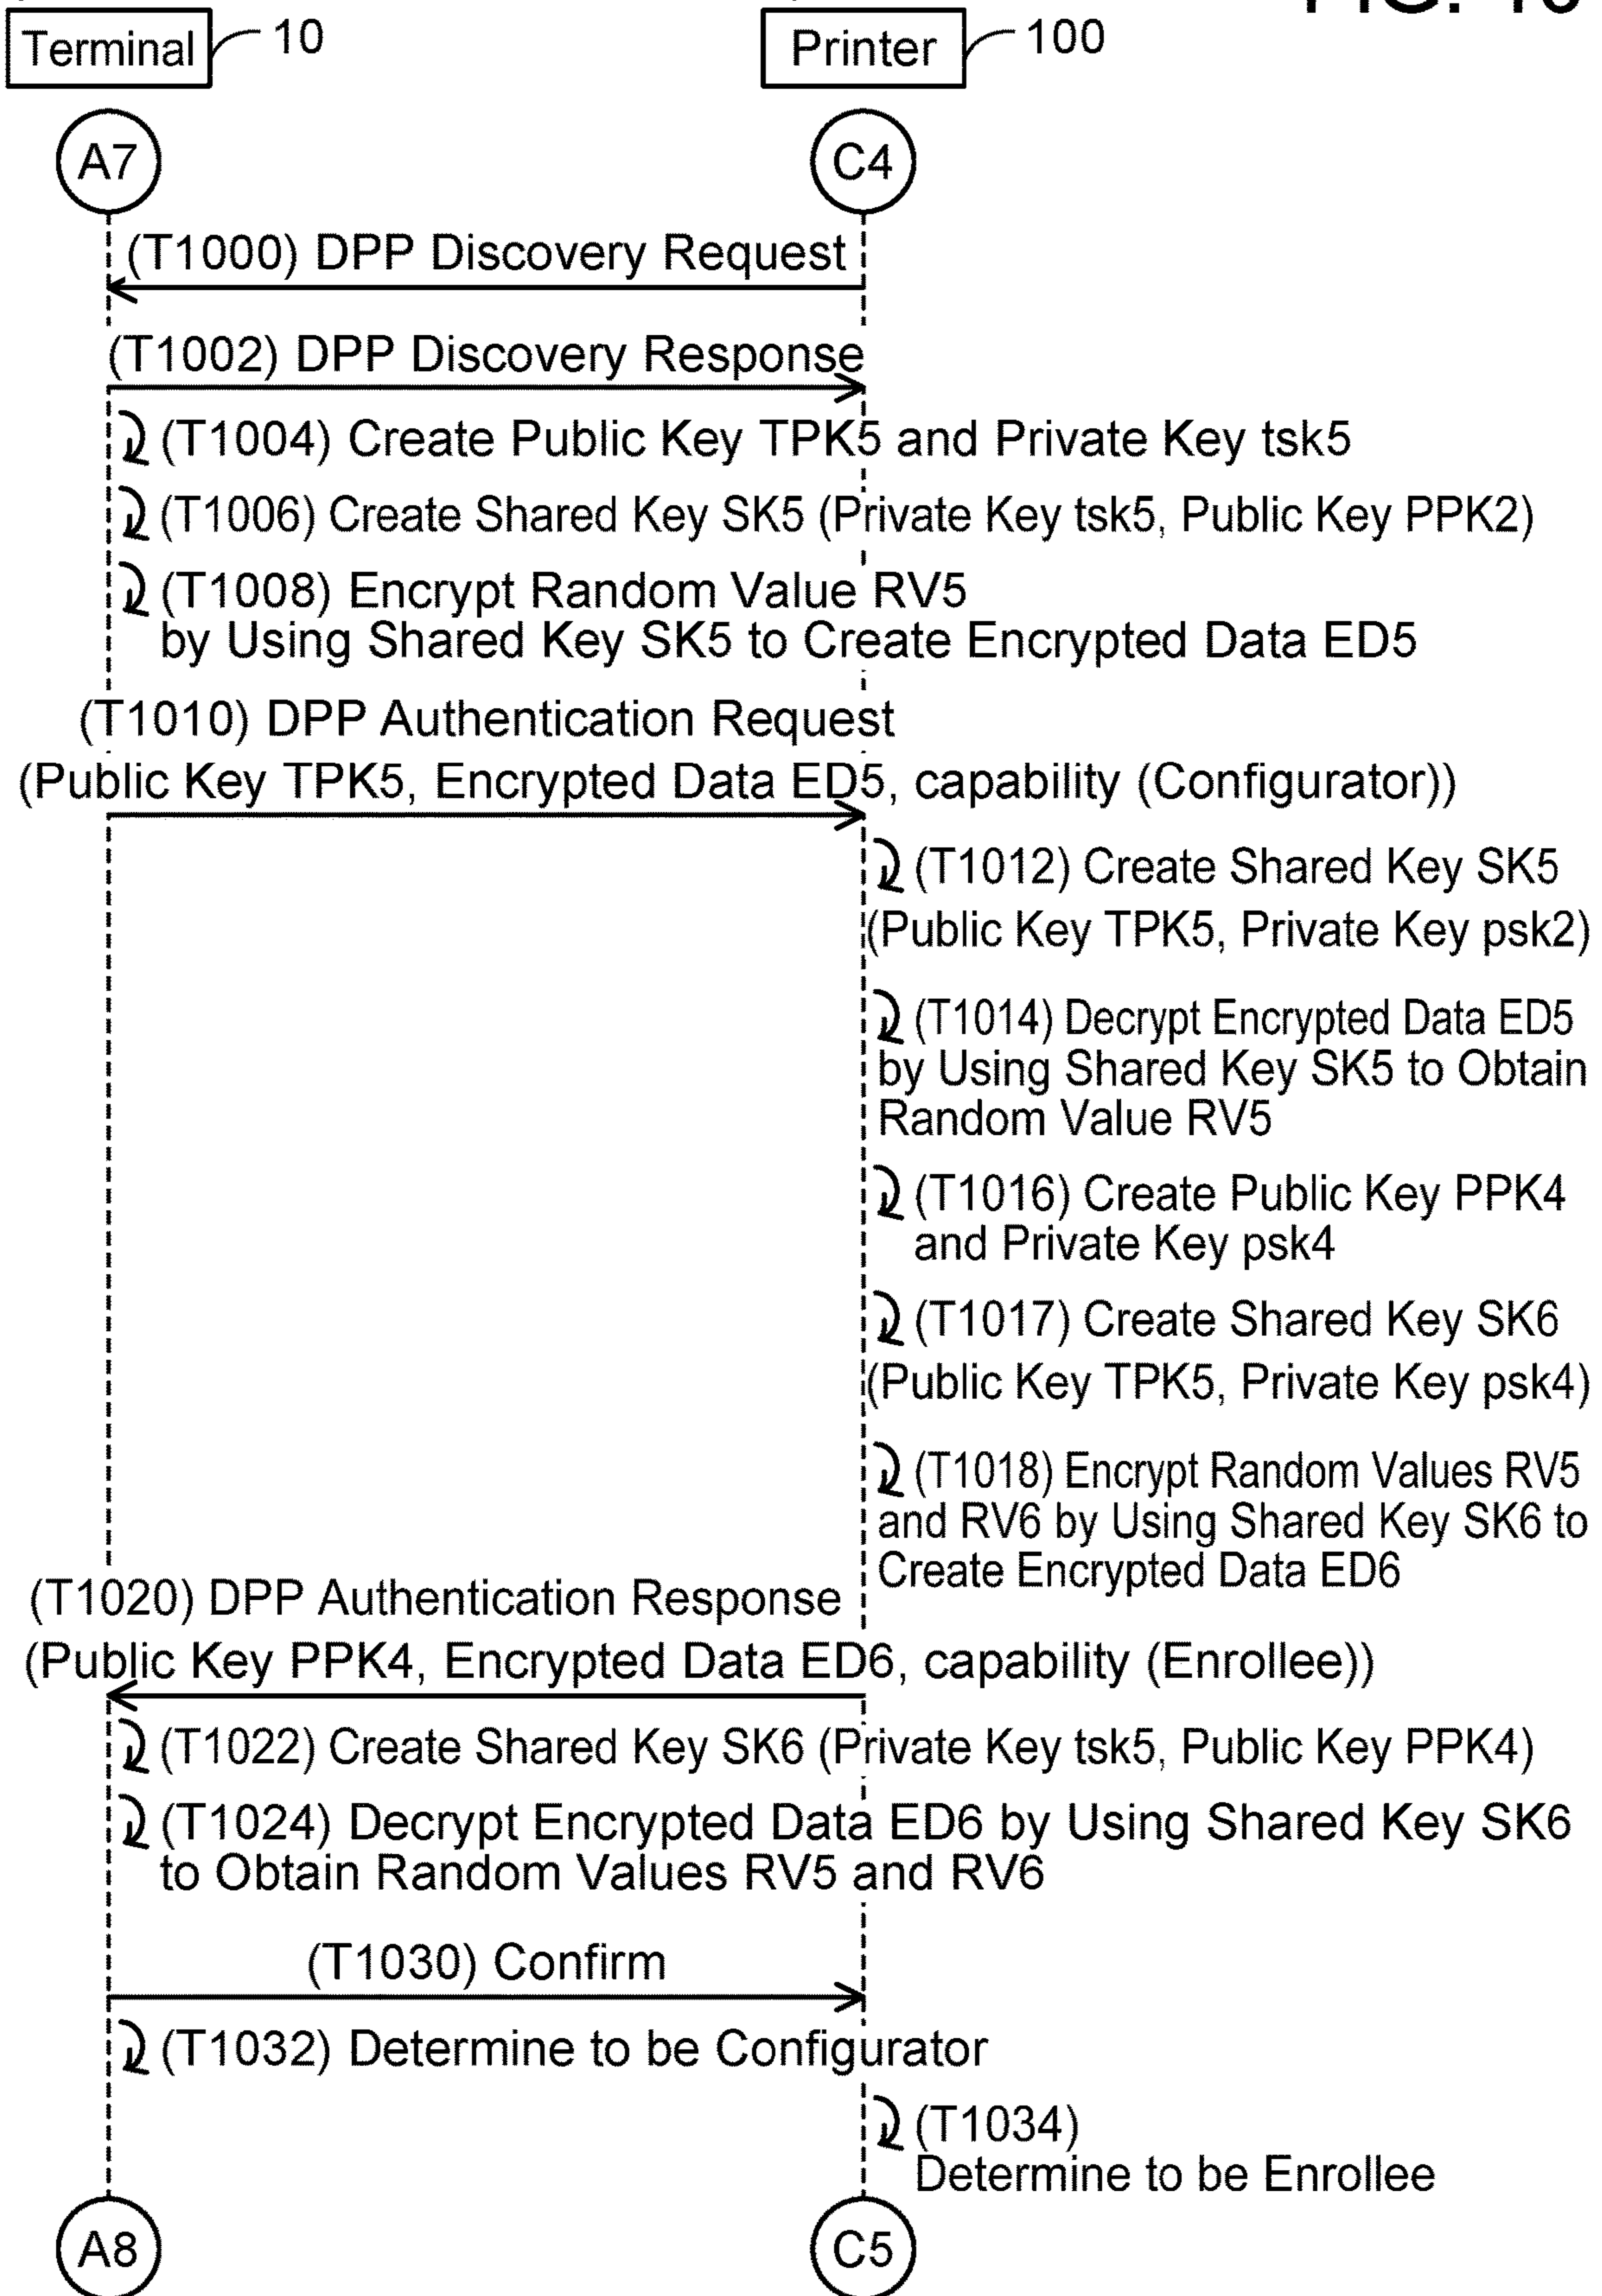 Terminal 10
Printer 100
A7
C4
(T1000) DPP Discovery Request
(T1002) DPP Discovery Response
(T1004) Create Public Key TPK5 and Private Key tsk5
(T1006) Create Shared Key SK5 (Private Key tsk5, Public Key PPK2)
(T1008) Encrypt Random Value RV5
by Using Shared Key SK5 to Create Encrypted Data ED5
(T1010) DPP Authentication Request
(Public Key TPK5, Encrypted Data ED5, capability (Configurator))
(T1012) Create Shared Key SK5
(Public Key TPK5, Private Key psk2)
(T1014) Decrypt Encrypted Data ED5
by Using Shared Key SK5 to Obtain
Random Value RV5
(T1016) Create Public Key PPK4
and Private Key psk4
(T1017) Create Shared Key SK6
(Public Key TPK5, Private Key psk4)
(T1018) Encrypt Random Values RV5
and RV6 by Using Shared Key SK6 to
Create Encrypted Data ED6
(T1020) DPP Authentication Response
(Public Key PPK4, Encrypted Data ED6, capability (Enrollee))
(T1022) Create Shared Key SK6 (Private Key tsk5, Public Key PPK4)
(T1024) Decrypt Encrypted Data ED6 by Using Shared Key SK6
to Obtain Random Values RV5 and RV6
(T1030) Confirm
(T1032) Determine to be Configurator
(T1034)
Determine to be Enrollee
A8
C5